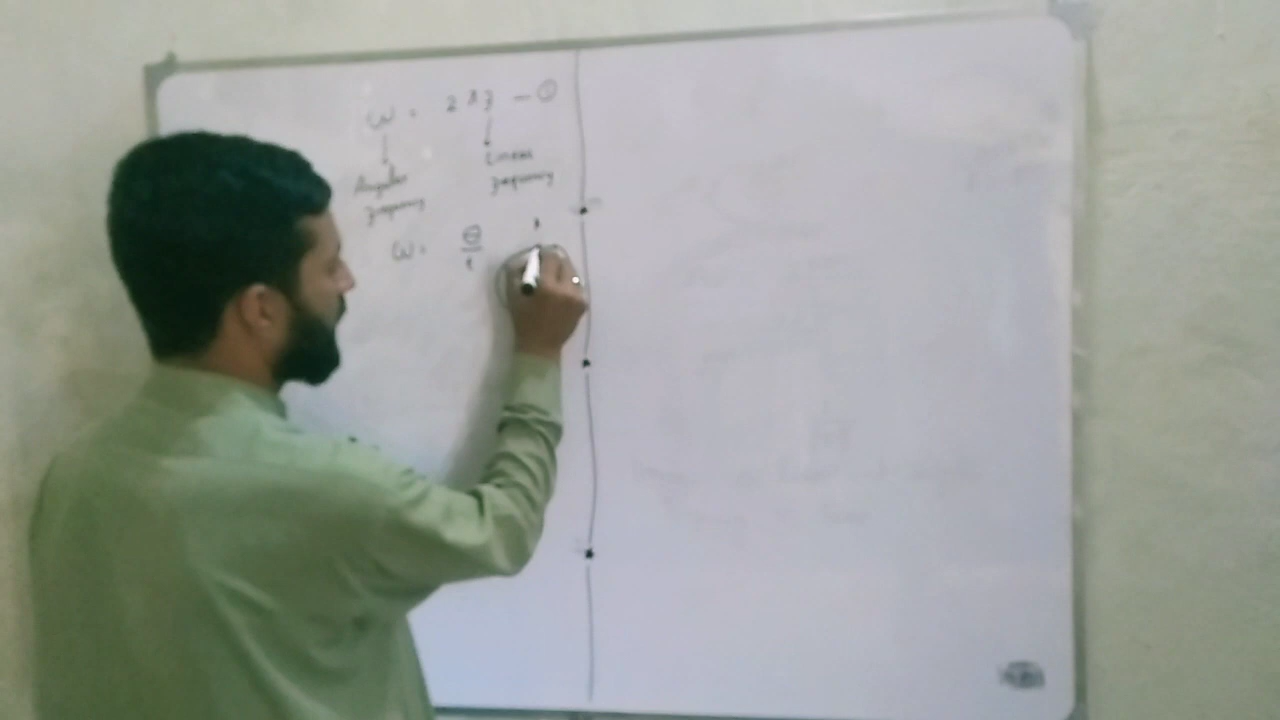 ω = 2πf — ①
↓ ↓
Angular Linear
frequency frequency
ω = θ/t